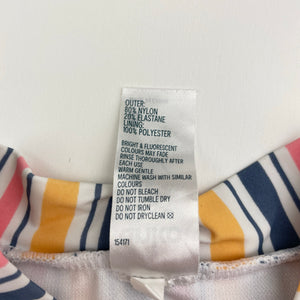 OUTER:
80% NYLON
20% ELASTANE
LINING:
100% POLYESTER
BRIGHT & FLUORESCENT
COLOURS MAY FADE
RINSE THOROUGHLY AFTER
EACH USE
WARM GENTLE
MACHINE WASH WITH SIMILAR
COLOURS
DO NOT BLEACH
DO NOT TUMBLE DRY
DO NOT IRON
DO NOT DRYCLEAN
154171